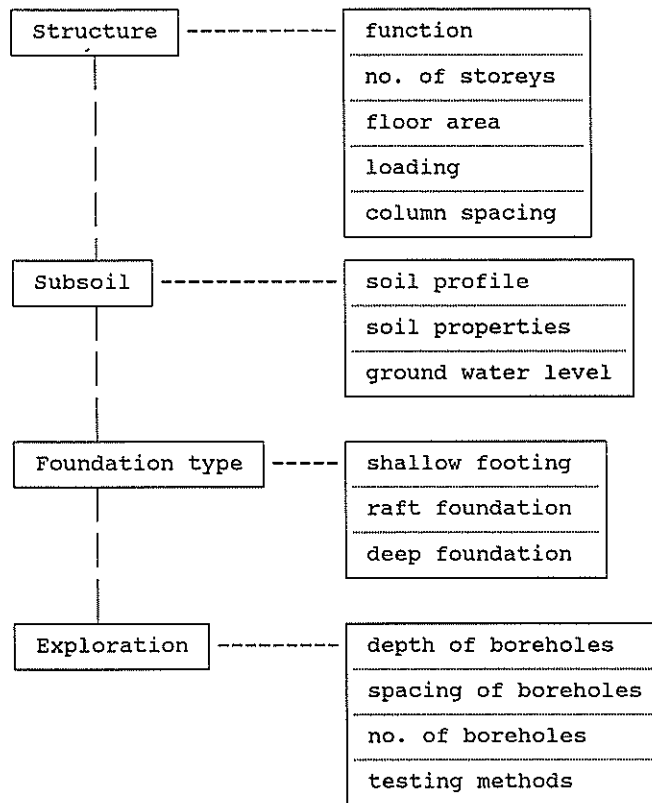 Structure
function
no. of storeys
floor area
loading
column spacing
Subsoil
soil profile
soil properties
ground water level
Foundation type
shallow footing
raft foundation
deep foundation
Exploration
depth of boreholes
spacing of boreholes
no. of boreholes
testing methods